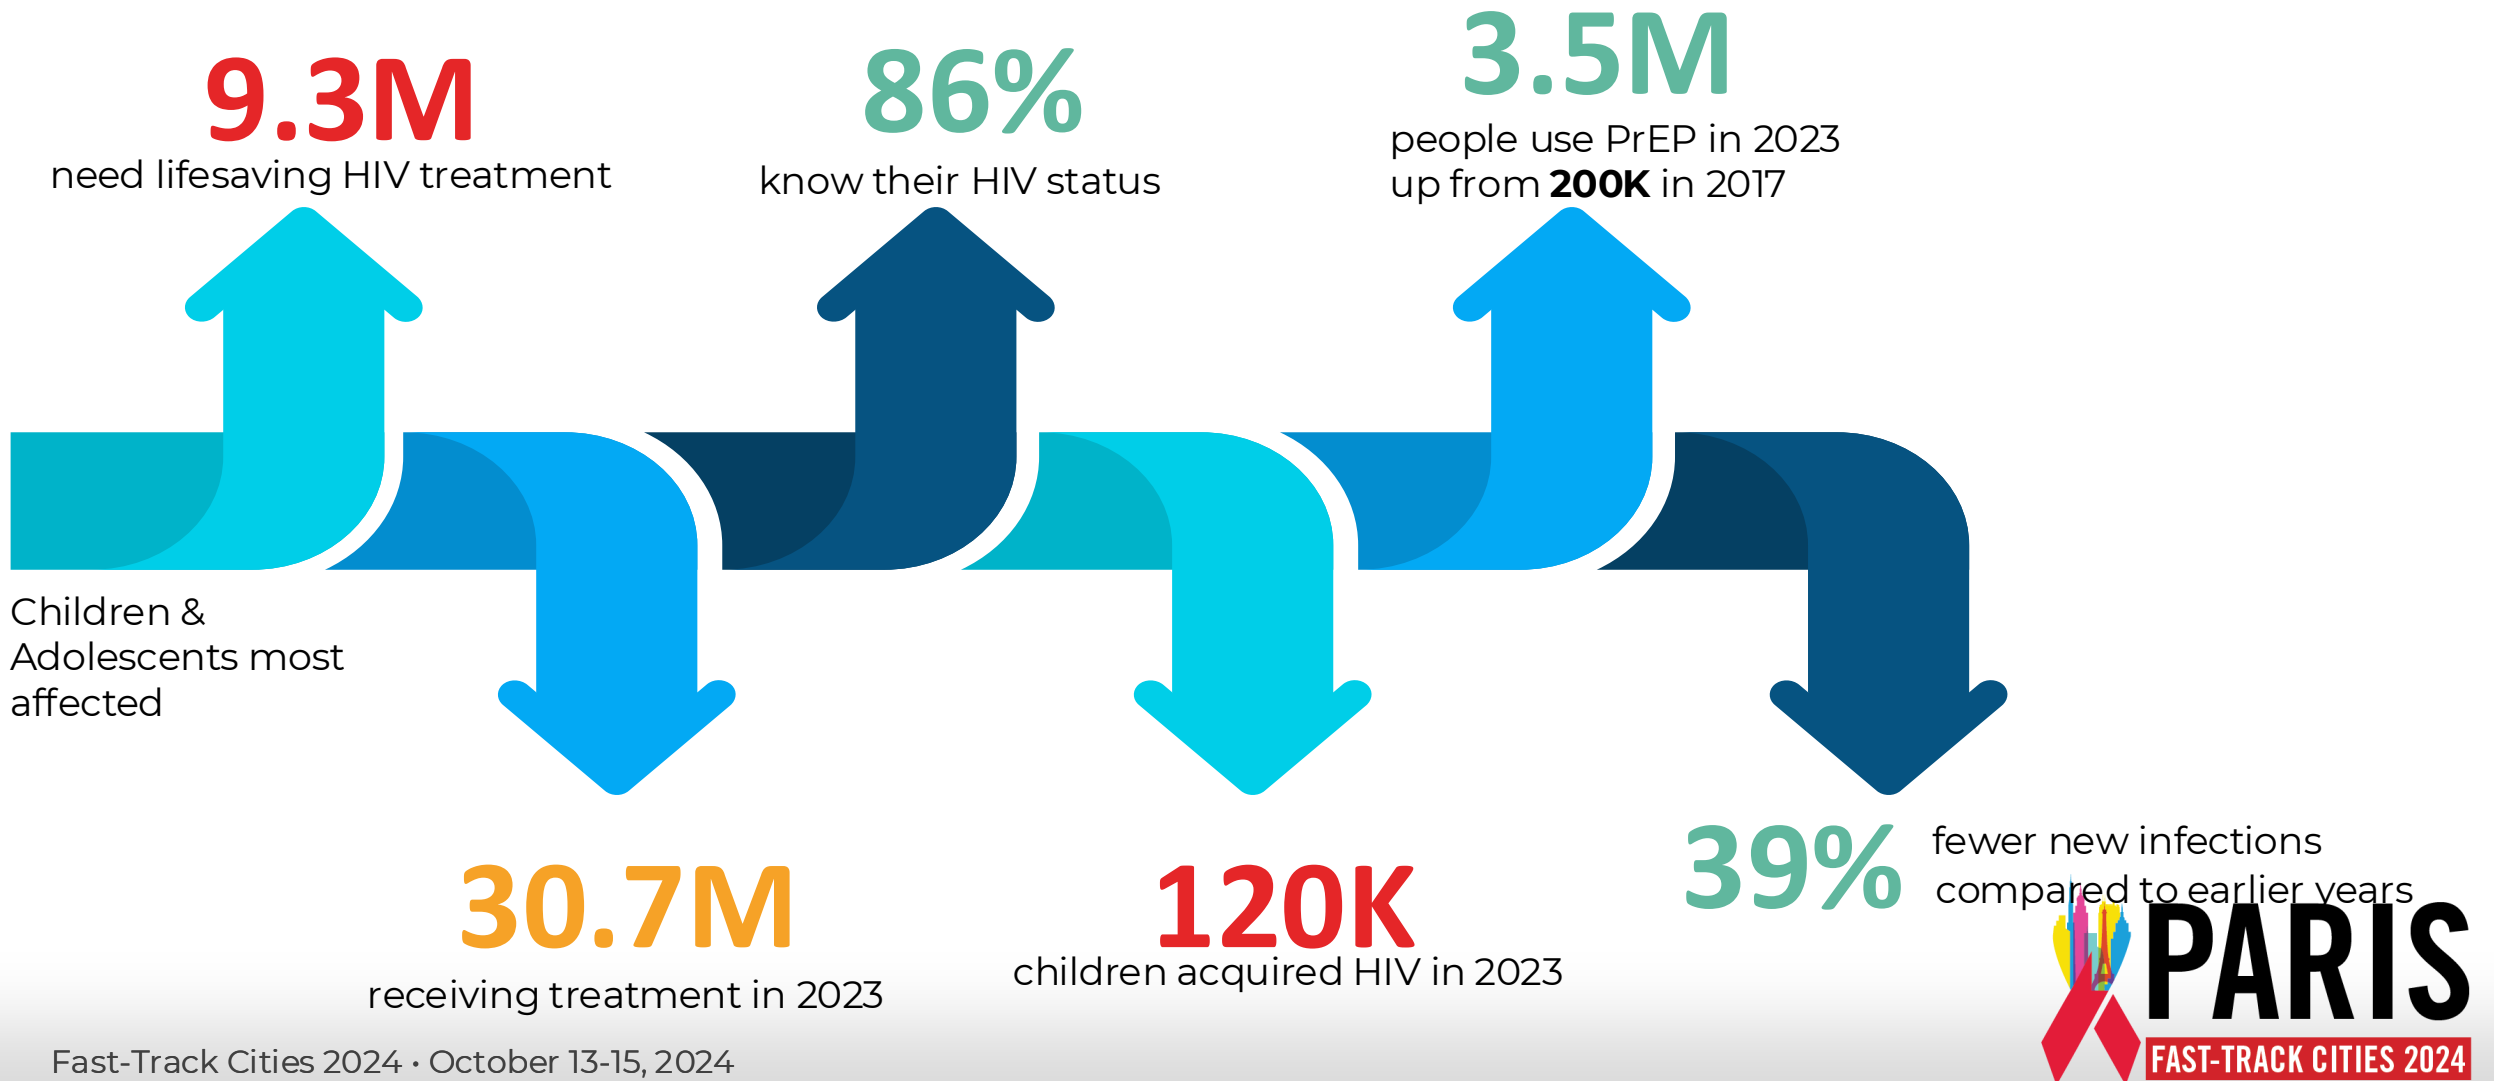 9.3M
need lifesaving HIV treatment
86%
know their HIV status
3.5M
people use PrEP in 2023
up from 200K in 2017
Children &
Adolescents most
affected
30.7M
receiving treatment in 2023
120K
children acquired HIV in 2023
39%
fewer new infections
compared to earlier years
Fast-Track Cities 2024 • October 13-15, 2024
PARIS
FAST-TRACK CITIES 2024